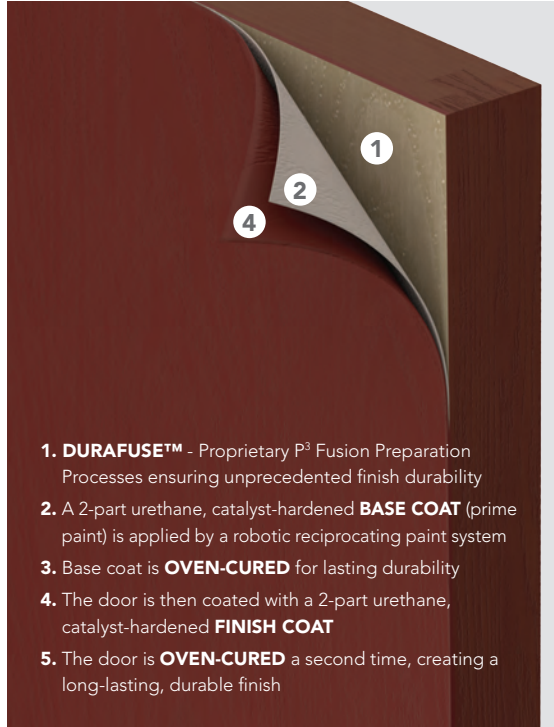 1
2
4
1. DURAFUSE™ - Proprietary P³ Fusion Preparation
Processes ensuring unprecedented finish durability
2. A 2-part urethane, catalyst-hardened BASE COAT (prime
paint) is applied by a robotic reciprocating paint system
3. Base coat is OVEN-CURED for lasting durability
4. The door is then coated with a 2-part urethane,
catalyst-hardened FINISH COAT
5. The door is OVEN-CURED a second time, creating a
long-lasting, durable finish